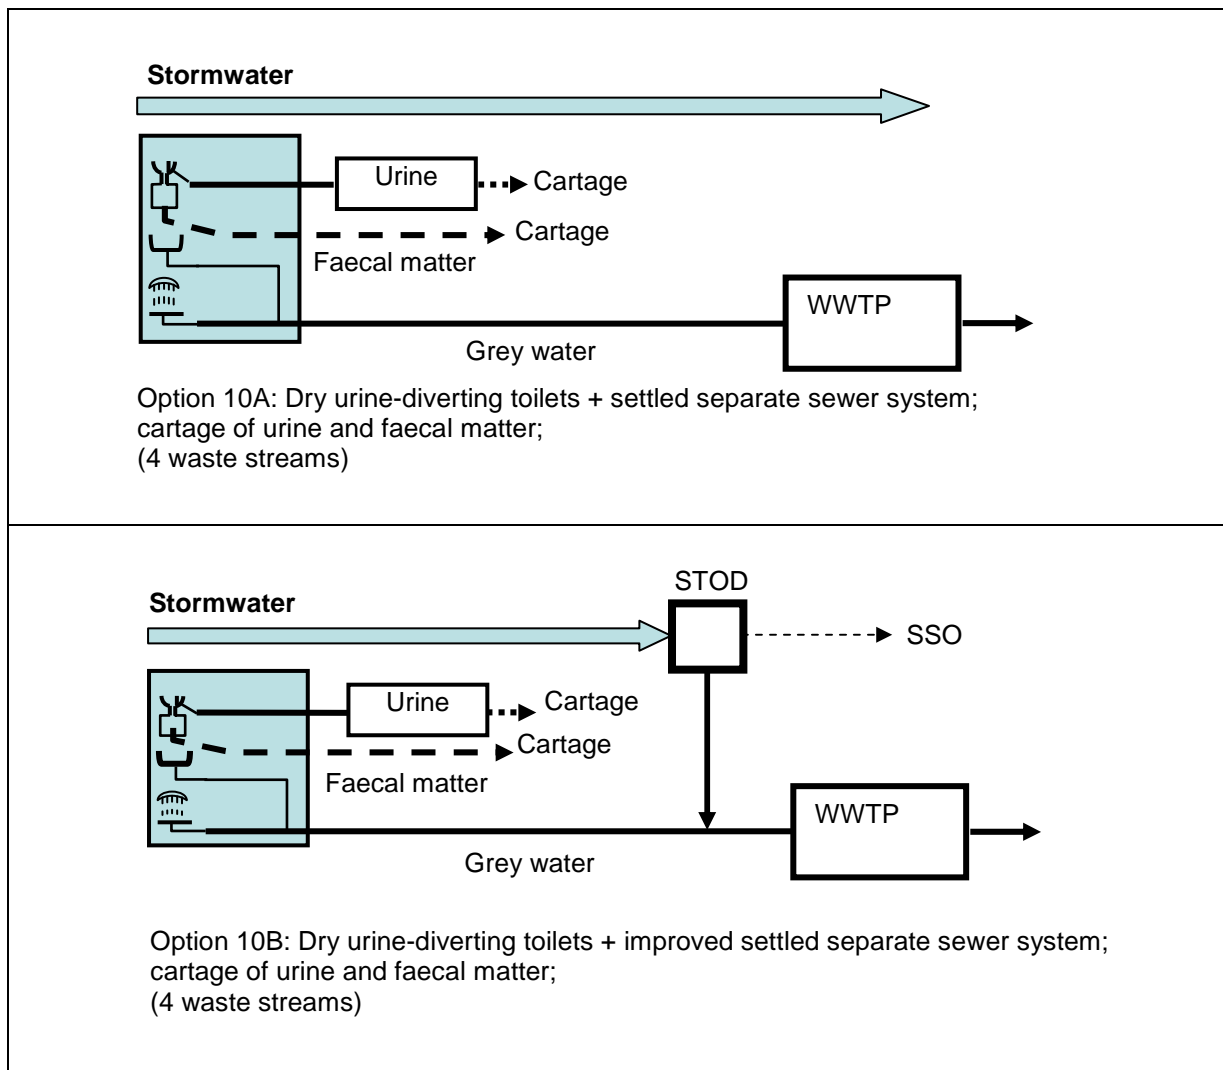 Stormwater
Urine
Cartage
Cartage
Faecal matter
WWTP
Grey water
Option 10A: Dry urine-diverting toilets + settled separate sewer system;
cartage of urine and faecal matter;
(4 waste streams)
STOD
Stormwater
SSO
Urine
Cartage
Cartage
Faecal matter
WWTP
Grey water
Option 10B: Dry urine-diverting toilets + improved settled separate sewer system;
cartage of urine and faecal matter;
(4 waste streams)